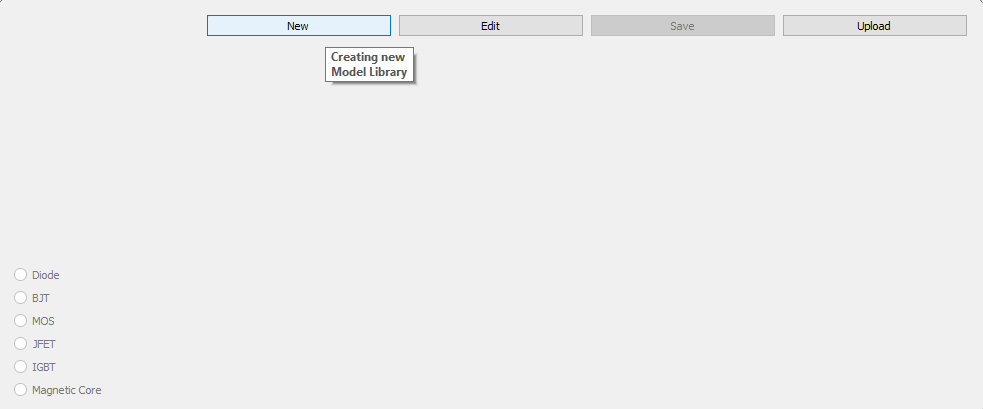 New
Edit
Save
Upload
Creating new
Model Library
Diode
BJT
MOS
JFET
IGBT
Magnetic Core